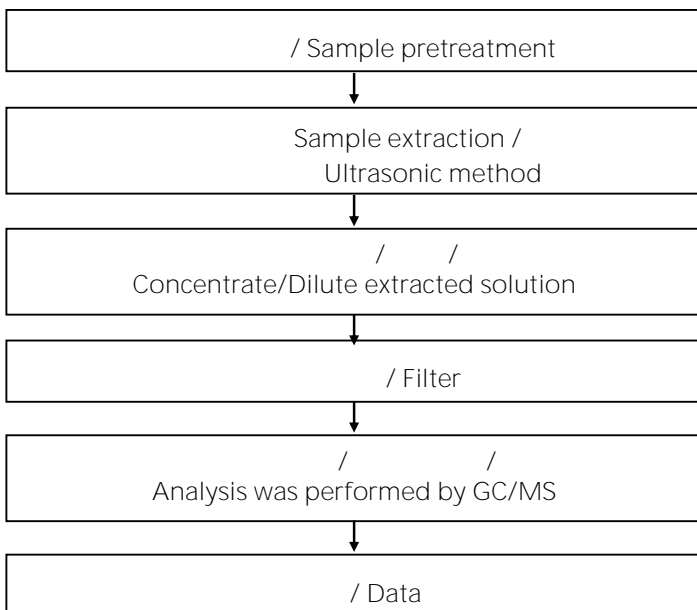 / Sample pretreatment
Sample extraction /
Ultrasonic method
/ /
Concentrate/Dilute extracted solution
/ Filter
/ /
Analysis was performed by GC/MS
/ Data